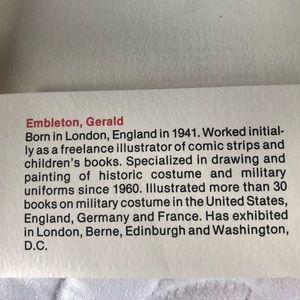 Embleton, Gerald
Born in London, England in 1941. Worked initial-
ly as a freelance illustrator of comic strips and
children's books. Specialized in drawing and
painting of historic costume and military
uniforms since 1960. Illustrated more than 30
books on military costume in the United States,
England, Germany and France. Has exhibited
in London, Berne, Edinburgh and Washington,
D.C.